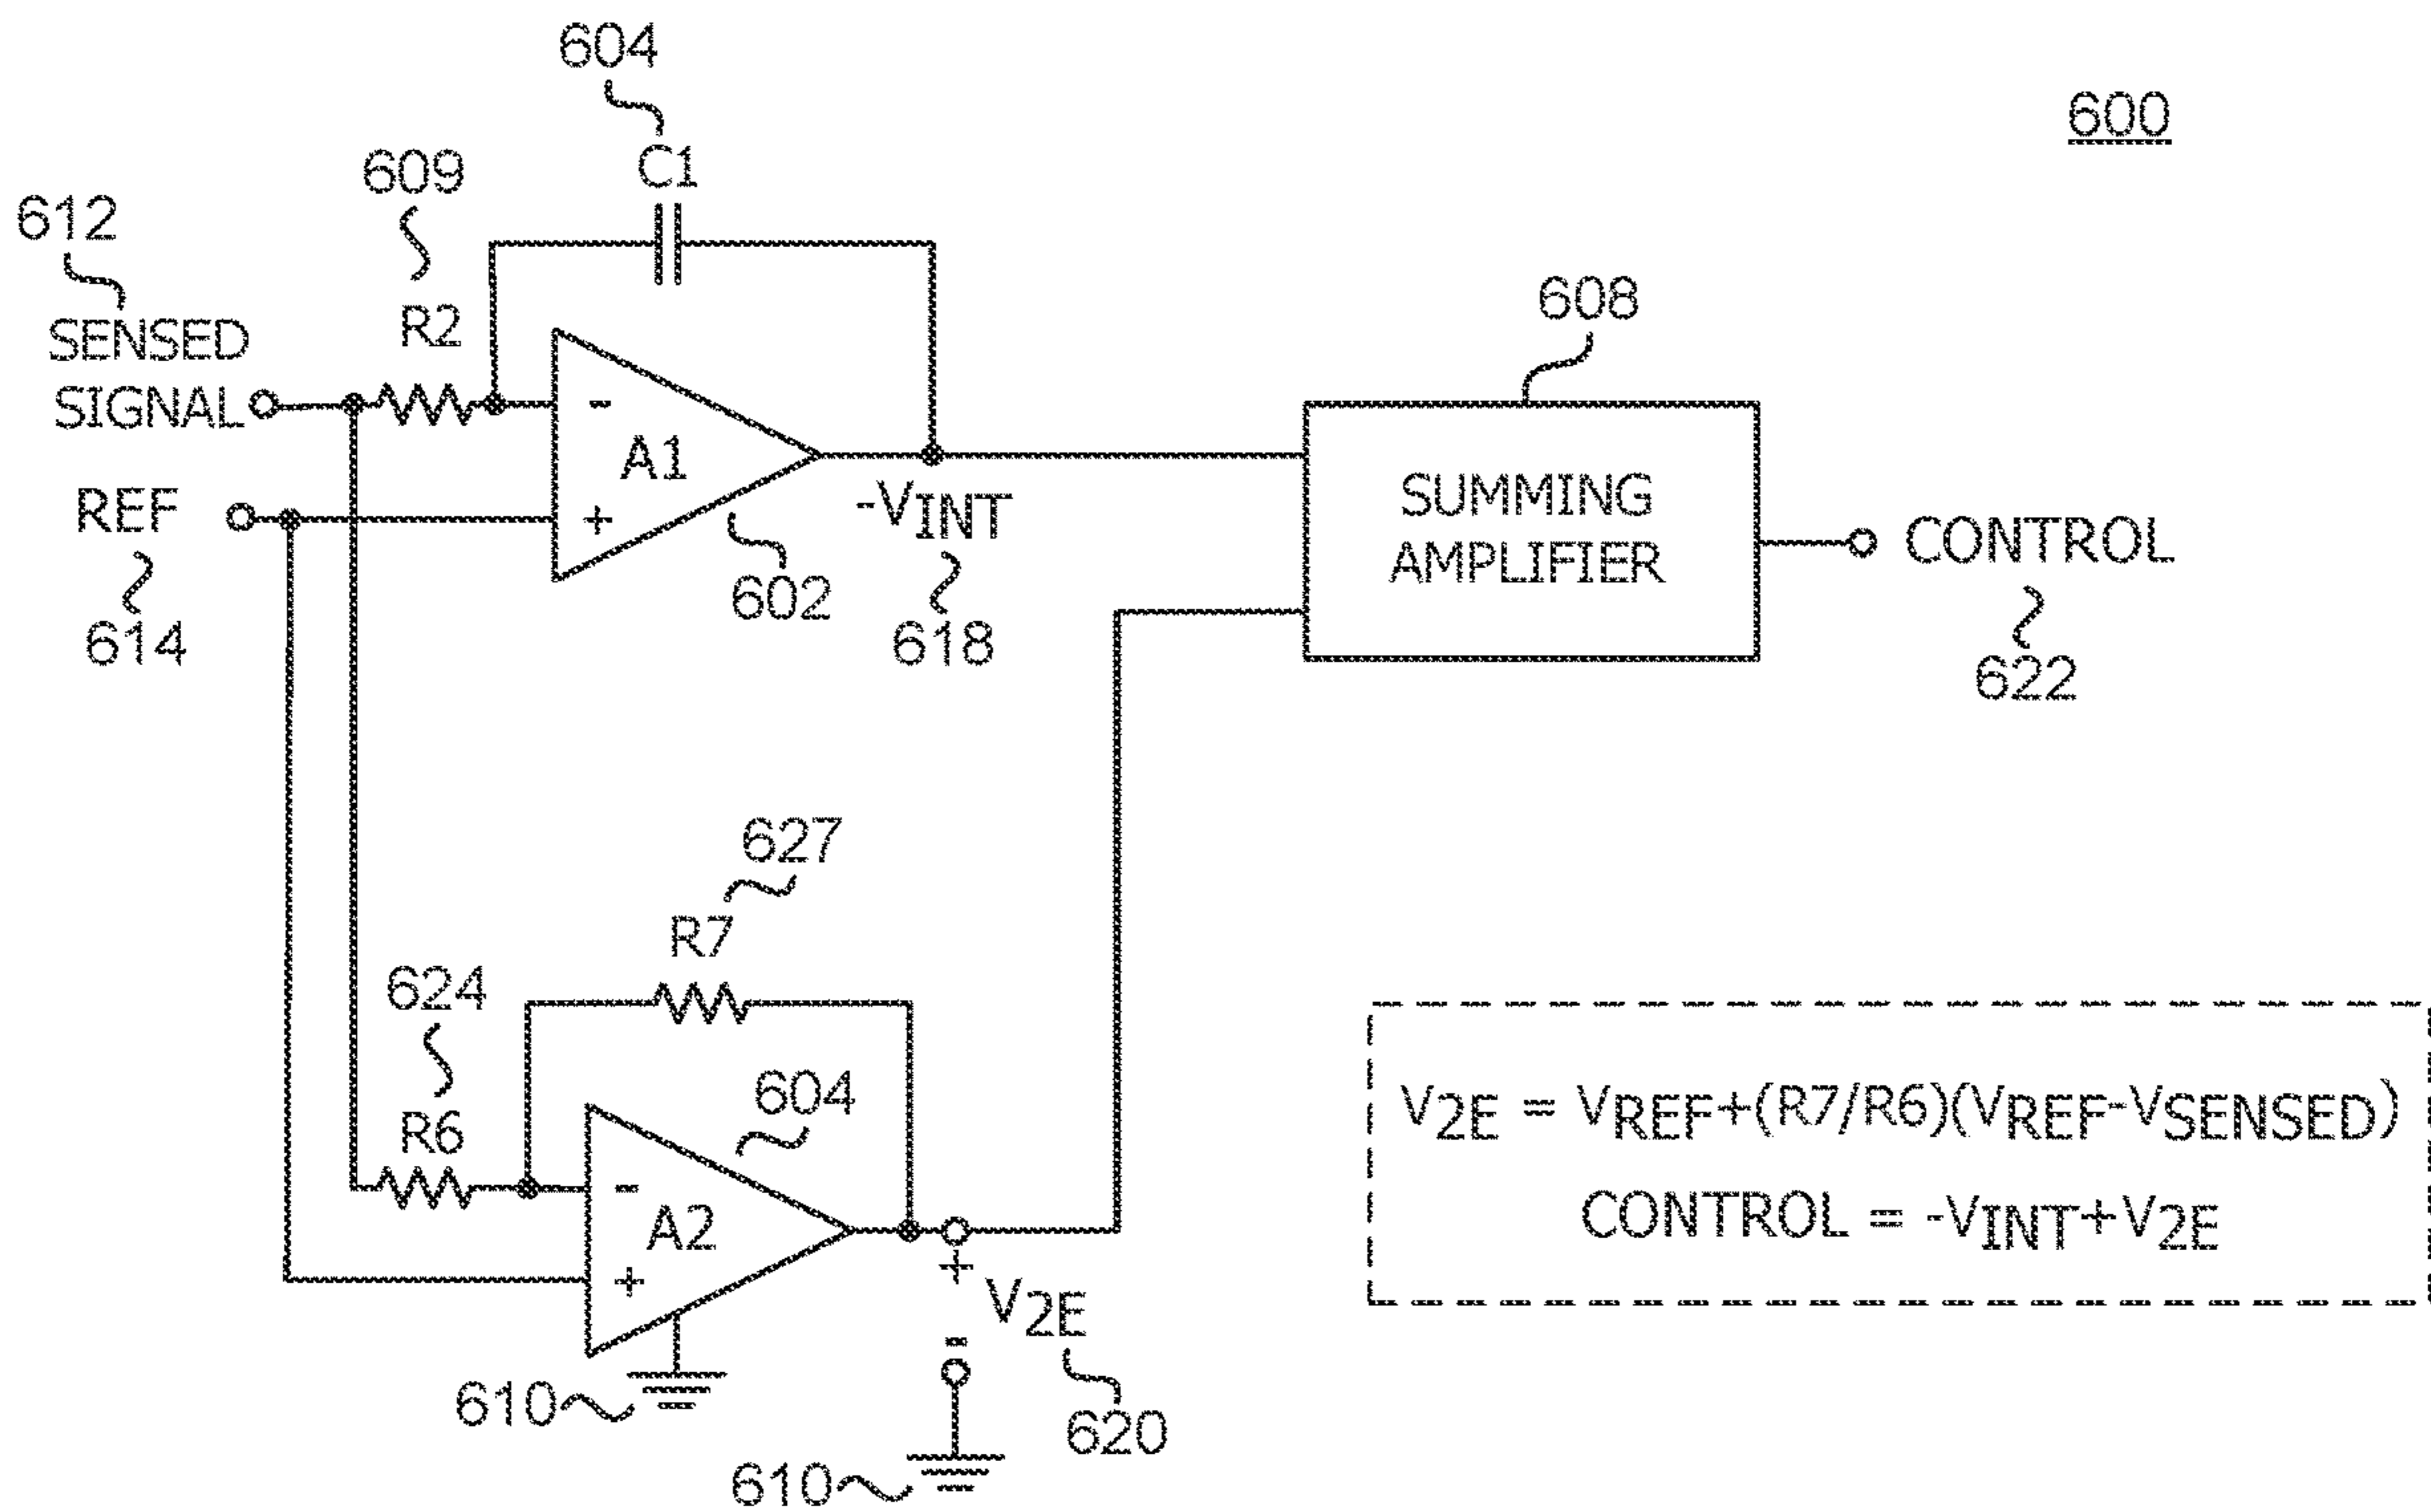 604
600
609
C1
612
R2
608
SENSED
SIGNAL
-
A1
SUMMING
AMPLIFIER
REF
+
-VINT
CONTROL
602
614
618
622
627
R7
624
604
R6
-
A2
+
V2E = VREF+(R7/R6)(VREF-VSENSED)
CONTROL = -VINT+V2E
+
V2E
-
610
620
610